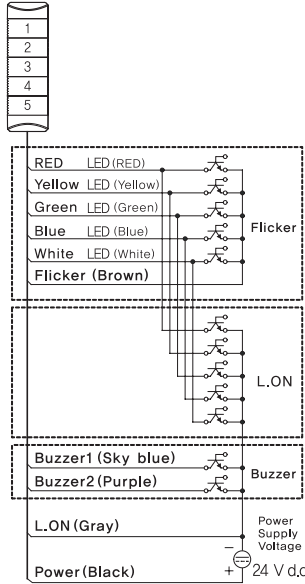 1
2
3
4
5
RED LED (RED)
Yellow LED (Yellow)
Green LED (Green)
Blue LED (Blue)
White LED (White)
Flicker (Brown)
Flicker
L.ON
Buzzer1 (Sky blue)
Buzzer2 (Purple)
Buzzer
L.ON (Gray)
Power
Supply
Voltage
−
+ 24 V d.c
Power (Black)